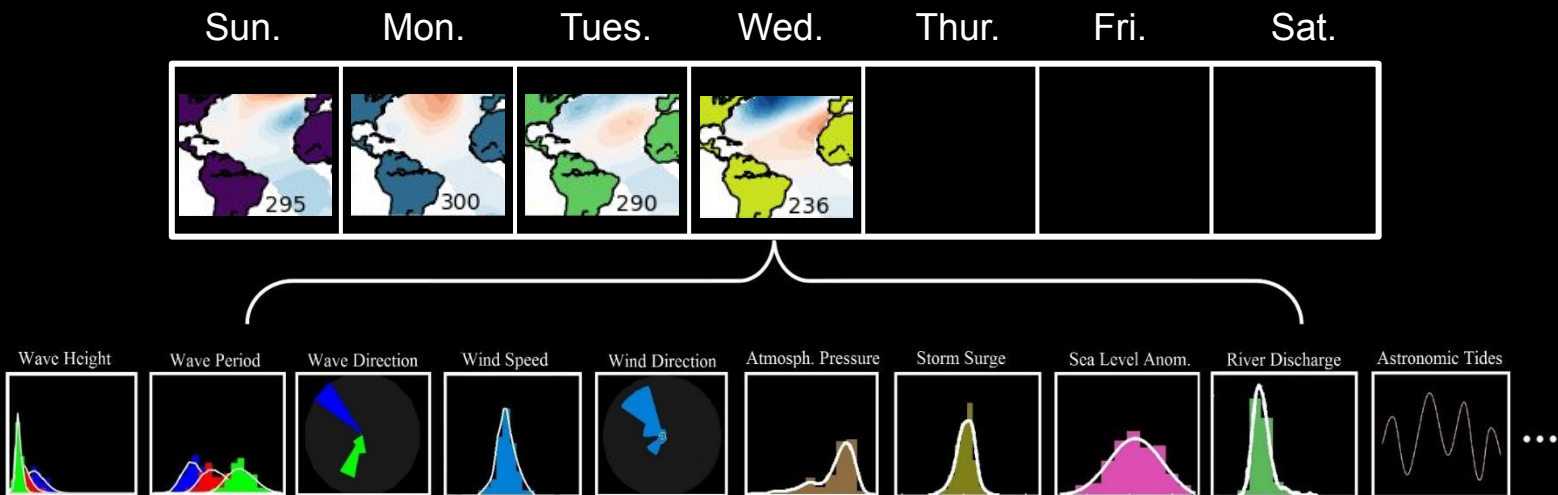 Sun. Mon. Tues. Wed. Thur. Fri. Sat.
295 300 290 236
Wave Height Wave Period Wave Direction Wind Speed Wind Direction Atmosph. Pressure Storm Surge Sea Level Anom. River Discharge Astronomic Tides